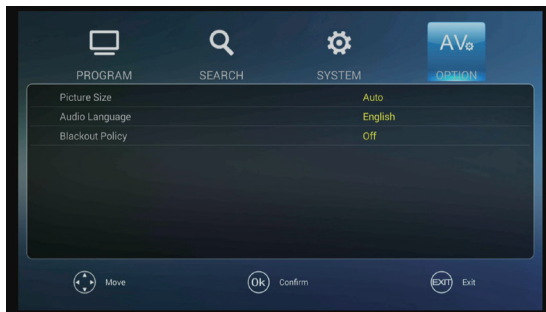 AV
PROGRAM SEARCH SYSTEM OPTION
Picture Size Auto
Audio Language English
Blackout Policy Off
Move Ok Confirm EXIT Exit